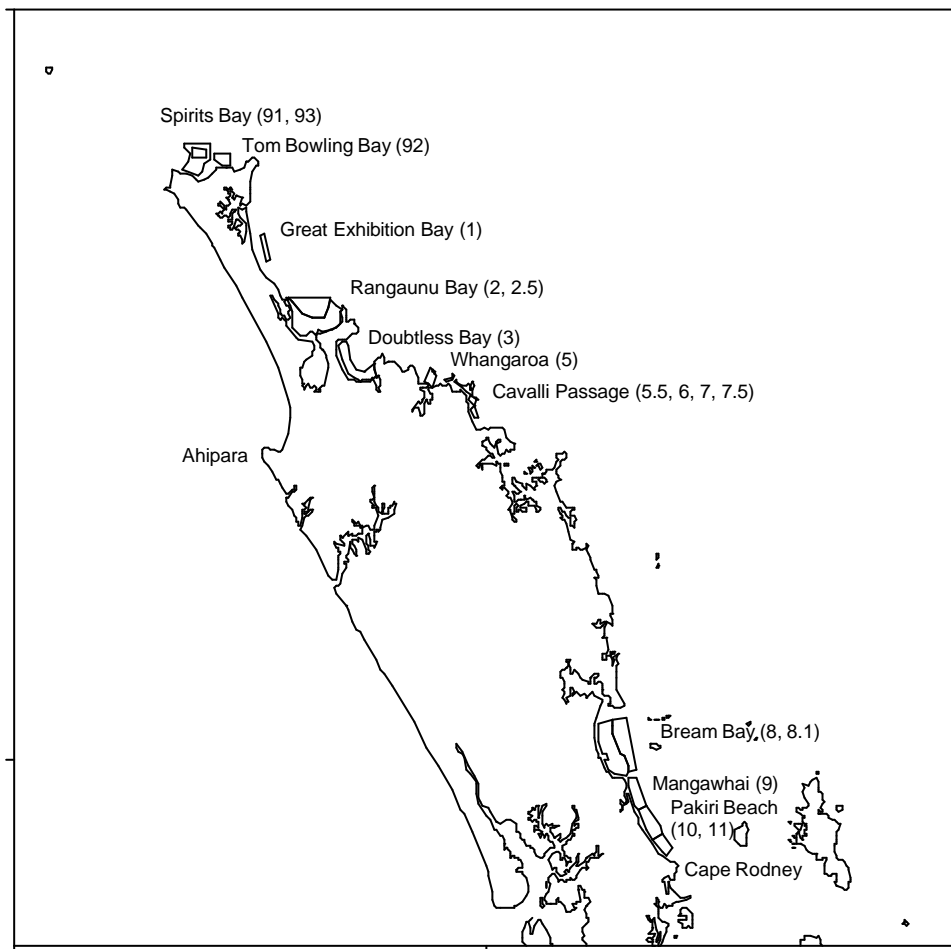 Spirits Bay (91, 93)
Tom Bowling Bay (92)
Great Exhibition Bay (1)
Rangaunu Bay (2, 2.5)
Doubtless Bay (3)
Whangaroa (5)
Cavalli Passage (5.5, 6, 7, 7.5)
Ahipara
Bream Bay (8, 8.1)
Mangawhai (9)
Pakiri Beach
(10, 11)
Cape Rodney